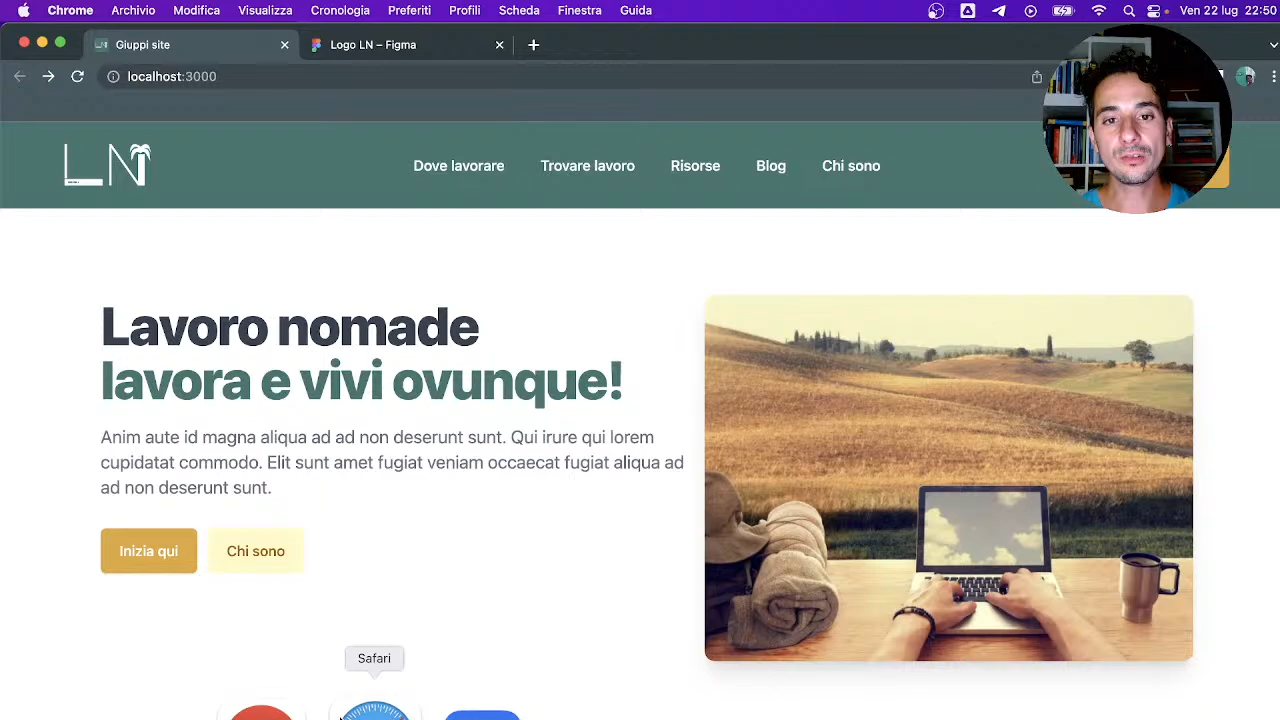 Chrome Archivio Modifica Visualizza Cronologia Preferiti Profili Scheda Finestra Guida Ven 22 lug 22:50
Giuppi site Logo LN – Figma
localhost:3000
LN Dove lavorare Trovare lavoro Risorse Blog Chi sono
Lavoro nomade
lavora e vivi ovunque!
Anim aute id magna aliqua ad ad non deserunt sunt. Qui irure qui lorem
cupidatat commodo. Elit sunt amet fugiat veniam occaecat fugiat aliqua ad
ad non deserunt sunt.
Inizia qui Chi sono
Safari